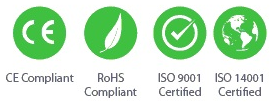 CE
CE Compliant
RoHS
Compliant
ISO 9001
Certified
ISO 14001
Certified